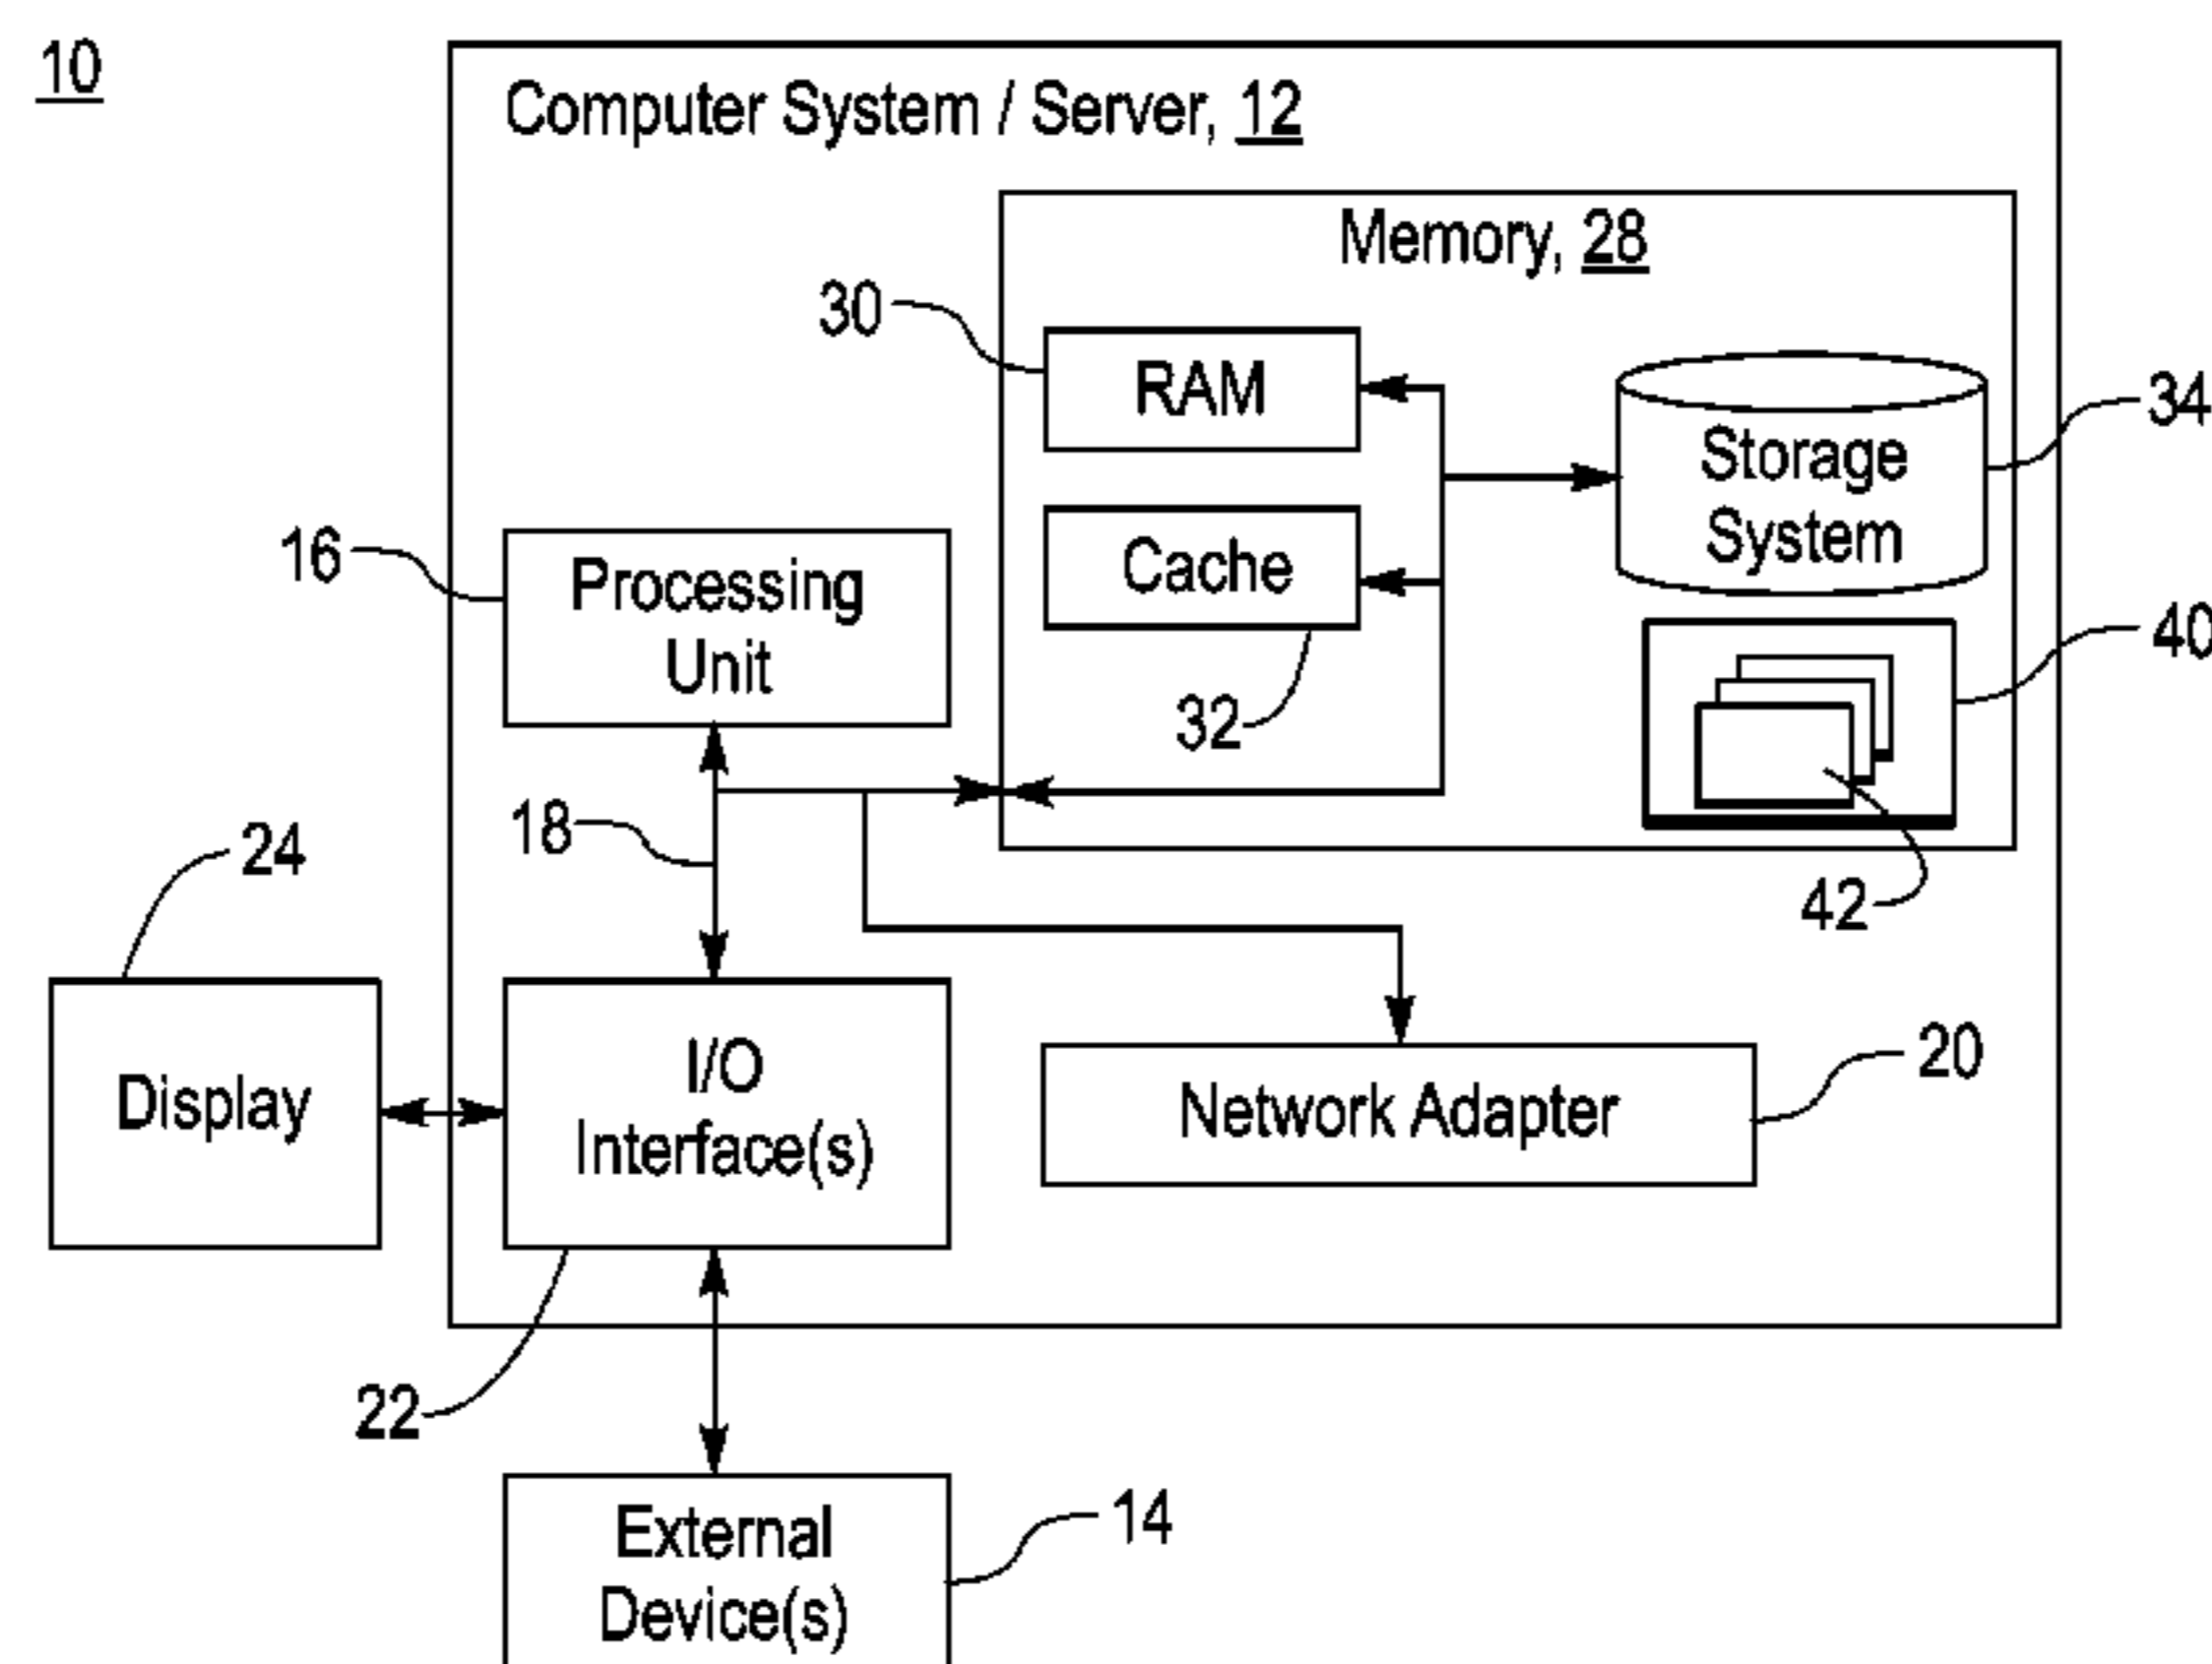 10
Computer System / Server, 12
Memory, 28
30
RAM
34
Storage
System
Cache
16
Processing
Unit
40
32
18
24
42
I/O
Interface(s)
20
Display
Network Adapter
22
14
External
Device(s)